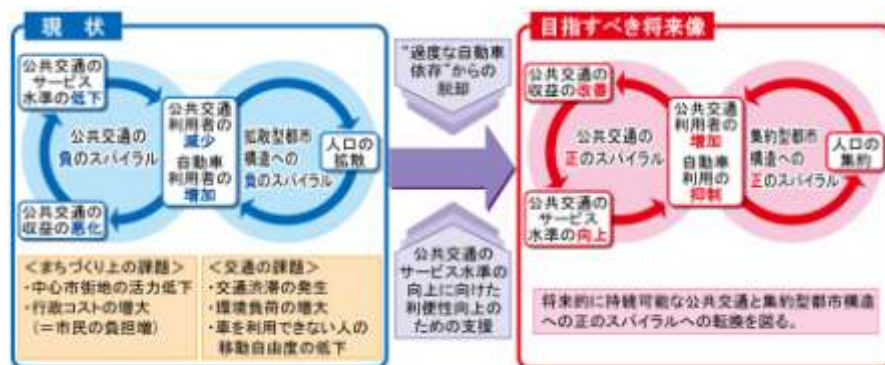 現 状
公共交通の
サービス
水準の低下
公共交通の
負のスパイラル
公共交通の
収益の悪化
公共交通
利用者の
減少
自動車
利用者の
増加
拡散型都市
構造への
負のスパイラル
人口の
拡散
＜まちづくり上の課題＞
・中心市街地の活力低下
・行政コストの増大
（＝市民の負担増）
＜交通の課題＞
・交通渋滞の発生
・環境負荷の増大
・車を利用できない人の
移動自由度の低下
“過度な自動車
依存”からの
脱却
公共交通の
サービス水準の
向上に向けた
利便性向上の
ための支援
目指すべき将来像
公共交通の
収益の改善
公共交通の
正のスパイラル
公共交通の
サービス
水準の向上
公共交通
利用者の
増加
自動車
利用の
抑制
集約型都市
構造への
正のスパイラル
人口の
集約
将来的に持続可能な公共交通と集約型都市構造
への正のスパイラルへの転換を図る。